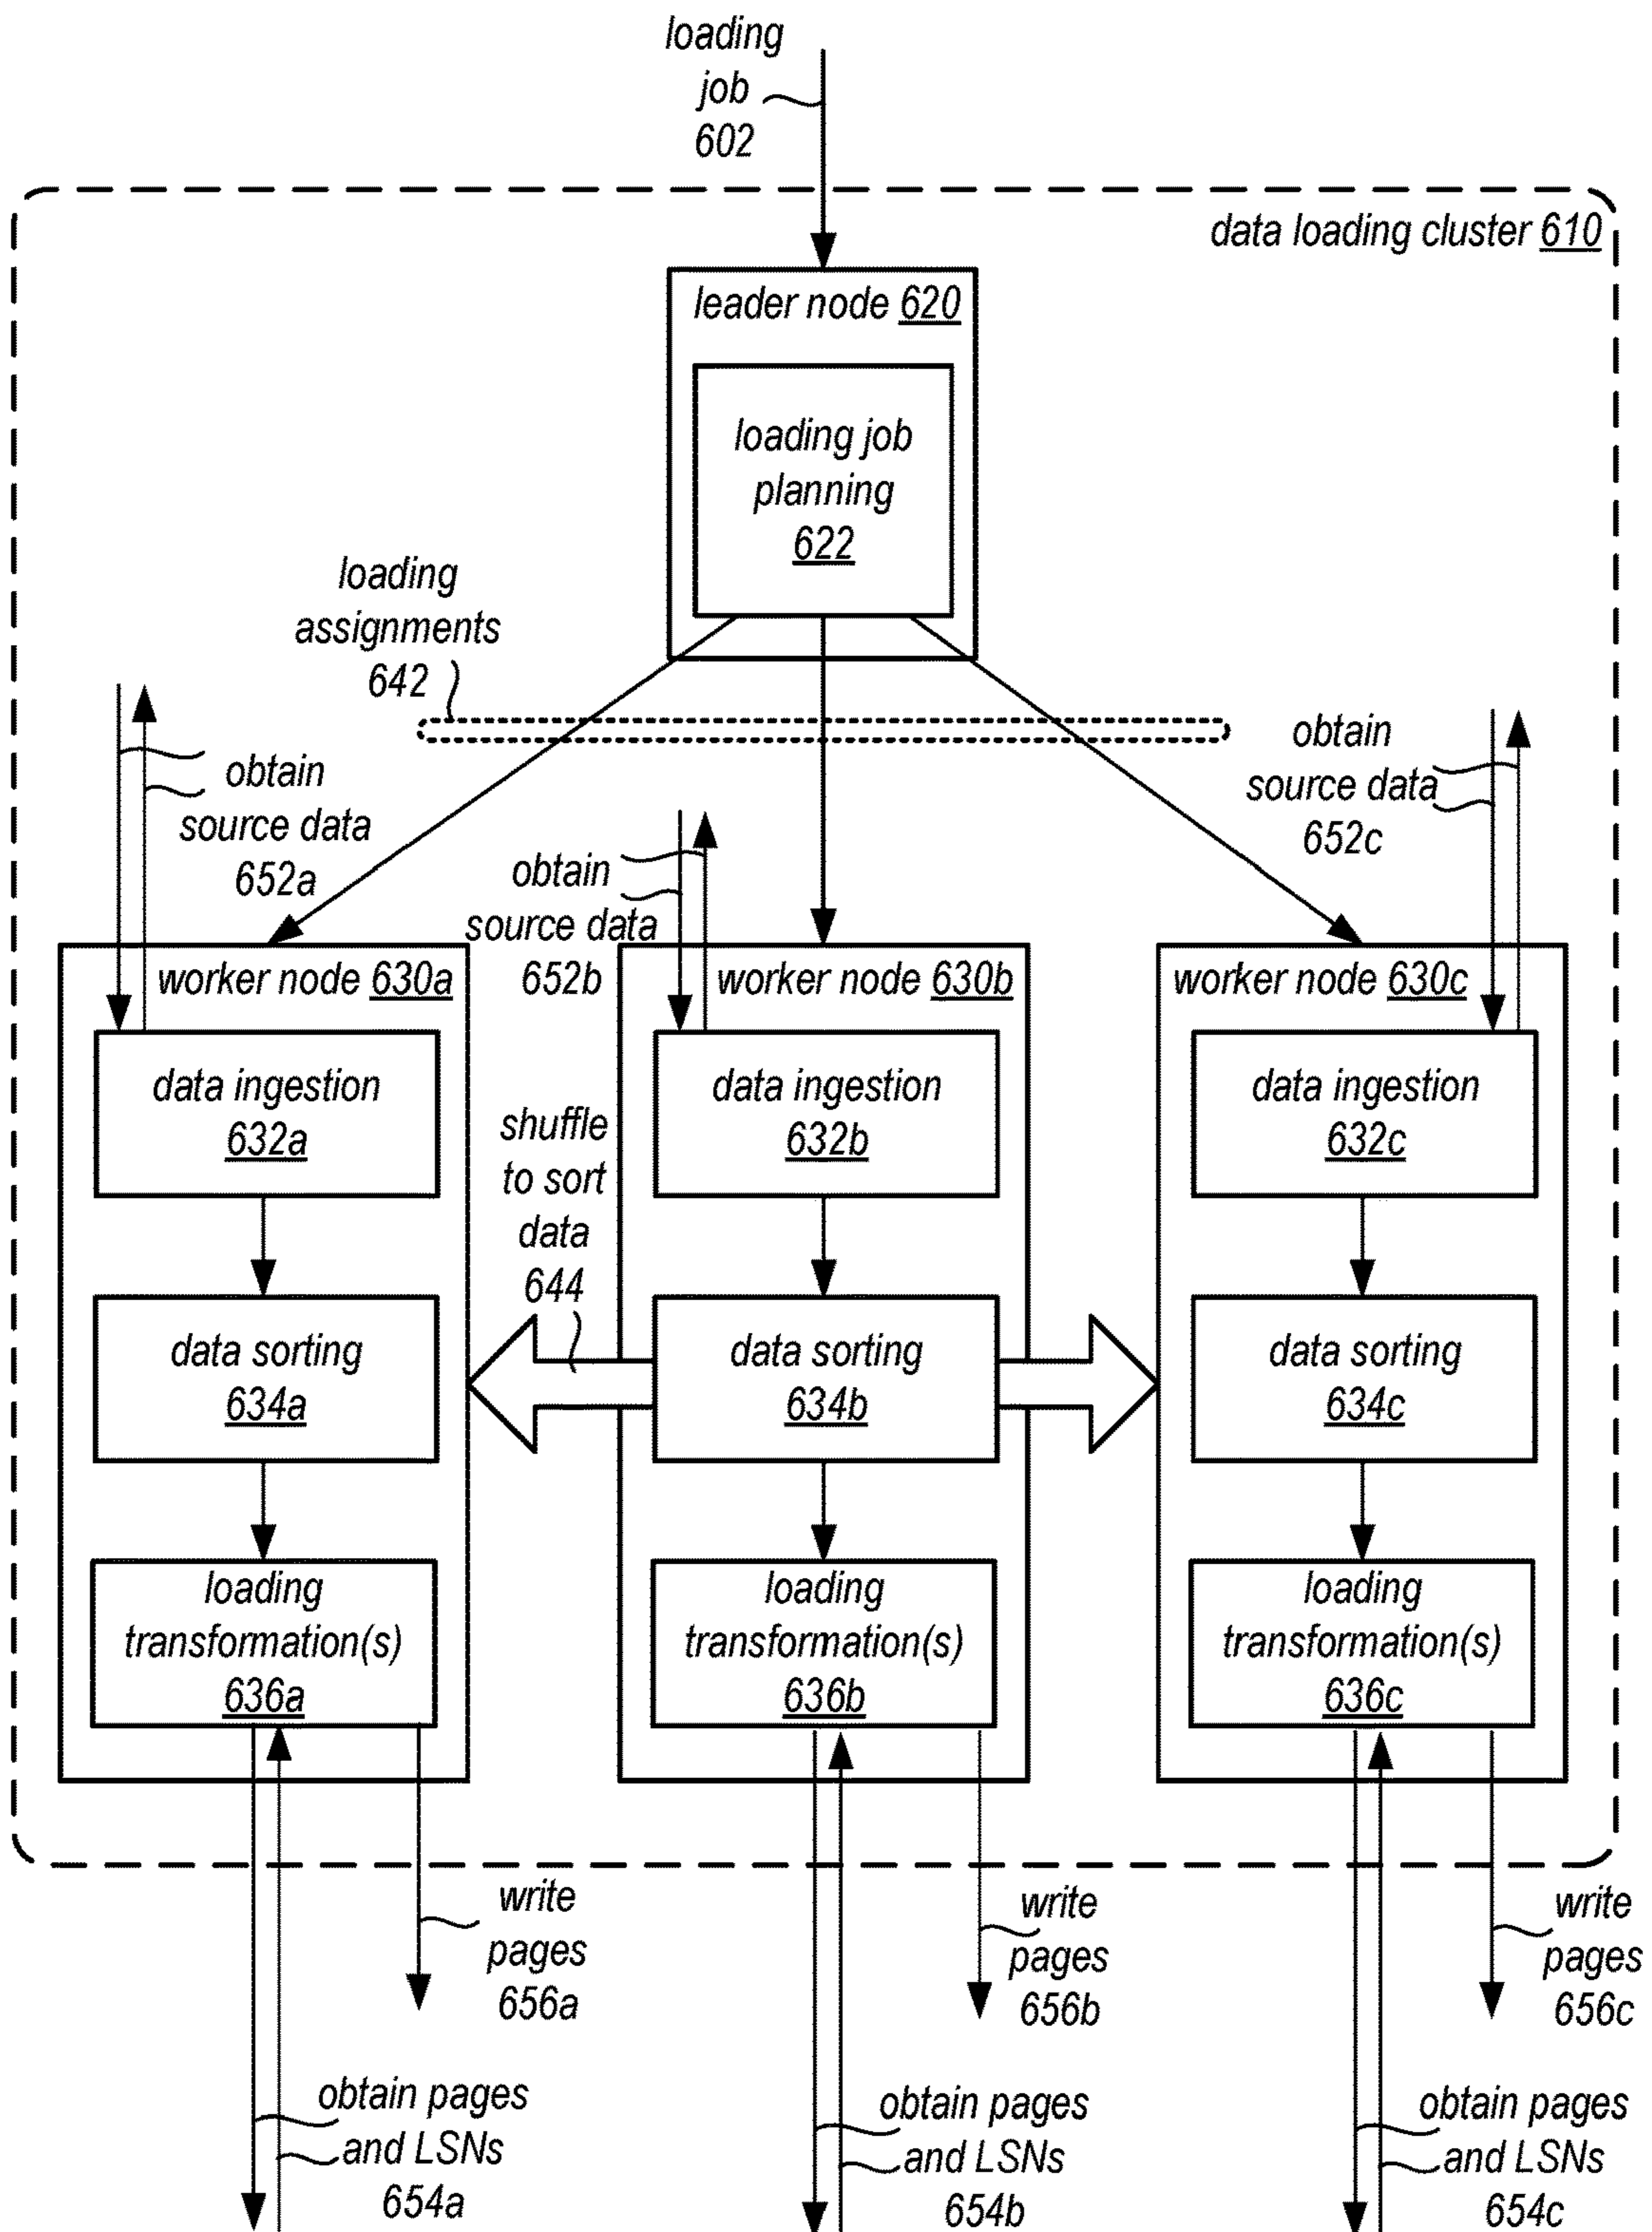 loading
job
602
data loading cluster 610
leader node 620
loading job
planning
622
loading
assignments
642
obtain
source data
652a
obtain
source data
652b
obtain
source data
652c
worker node 630a
data ingestion
632a
data sorting
634a
loading
transformation(s)
636a
shuffle
to sort
data
644
worker node 630b
data ingestion
632b
data sorting
634b
loading
transformation(s)
636b
worker node 630c
data ingestion
632c
data sorting
634c
loading
transformation(s)
636c
write
pages
656a
write
pages
656b
write
pages
656c
obtain pages
and LSNs
654a
obtain pages
and LSNs
654b
obtain pages
and LSNs
654c